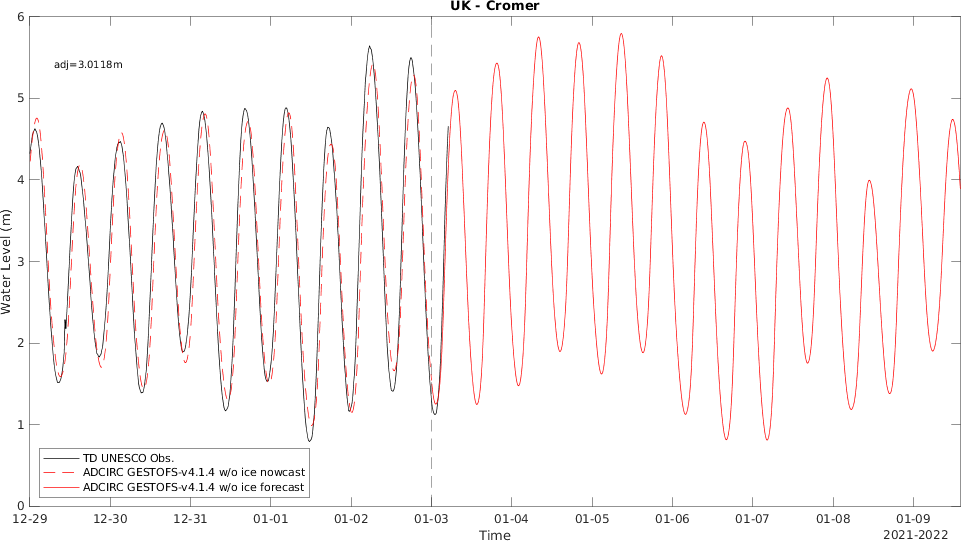 UK - Cromer
adj=3.0118m
6
5
4
3
2
1
0
Water Level (m)
TD UNESCO Obs.
ADCIRC GESTOFS-v4.1.4 w/o ice nowcast
ADCIRC GESTOFS-v4.1.4 w/o ice forecast
12-29 12-30 12-31 01-01 01-02 01-03 01-04 01-05 01-06 01-07 01-08 01-09
Time
2021-2022